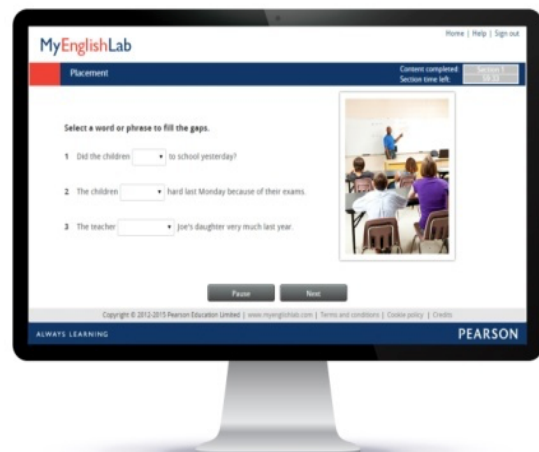 Home | Help | Sign out
MyEnglishLab
Placement
Content completed: Section 1
Section time left:
Select a word or phrase to fill the gaps.
1 Did the children to school yesterday?
2 The children hard last Monday because of their exams.
3 The teacher Joe's daughter very much last year.
Pause Next
Copyright © 2012-2015 Pearson Education Limited | www.myenglishlab.com | Terms and conditions | Cookie policy | Credits
ALWAYS LEARNING PEARSON